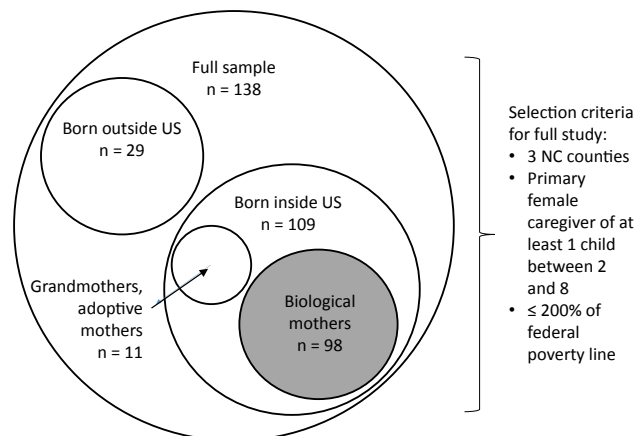 Full sample
n = 138
Born outside US
n = 29
Born inside US
n = 109
Grandmothers,
adoptive
mothers
n = 11
Biological
mothers
n = 98
Selection criteria
for full study:
• 3 NC counties
• Primary
female
caregiver of at
least 1 child
between 2
and 8
• ≤ 200% of
federal
poverty line